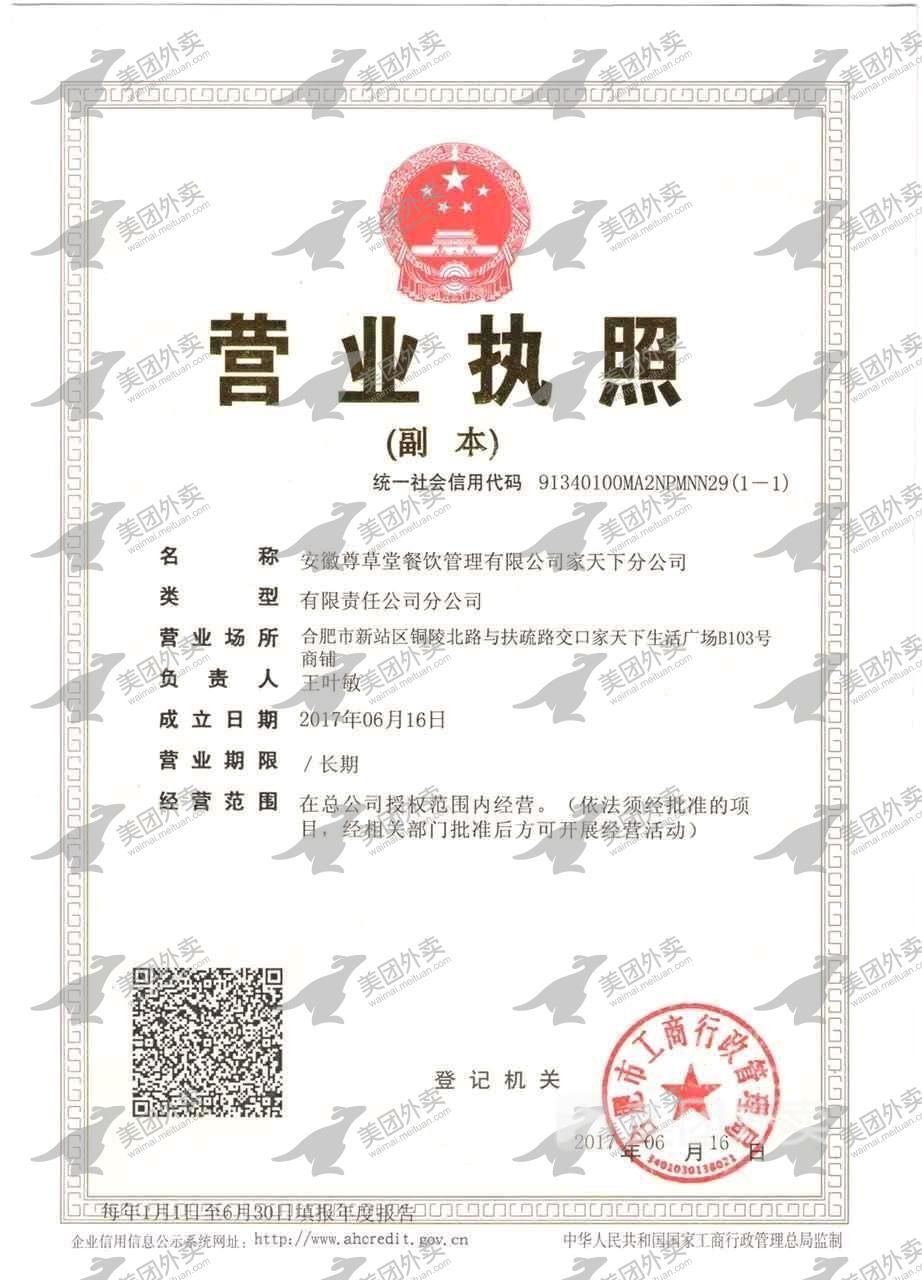 营业执照
(副 本)
统一社会信用代码 91340100MA2NPMNN29(1-1)
名 称 安徽尊草堂餐饮管理有限公司家天下分公司
类 型 有限责任公司分公司
营业场所 合肥市新站区铜陵北路与扶疏路交口家天下生活广场B103号
商铺
负责人 王叶敏
成立日期 2017年06月16日
营业期限 /长期
经营范围 在总公司授权范围内经营。（依法须经批准的项
目，经相关部门批准后方可开展经营活动）
登记机关
合肥市工商行政管理局
3401030138021
2017年06月16日
每年1月1日至6月30日填报年度报告
企业信用信息公示系统网址：http://www.ahcredit.gov.cn
中华人民共和国国家工商行政管理总局监制
美团外卖
waimai.meituan.com